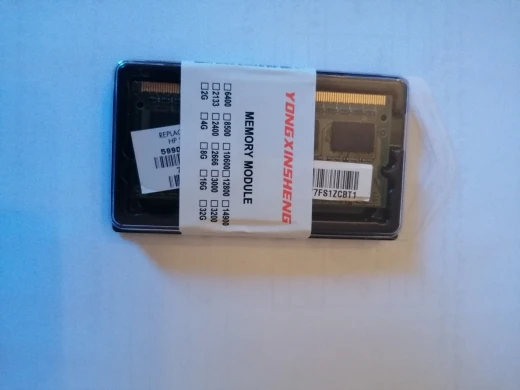 YONGXINSHENG
MEMORY MODULE
☐6400 ☐8500 ☐10600 ☐12800 ☐14900
☐2133 ☐2400 ☐2666 ☐3000 ☐3200
☐2G ☐4G ☐8G ☐16G ☐32G
REPLAC
HP
5990
7FS1ZCBT1